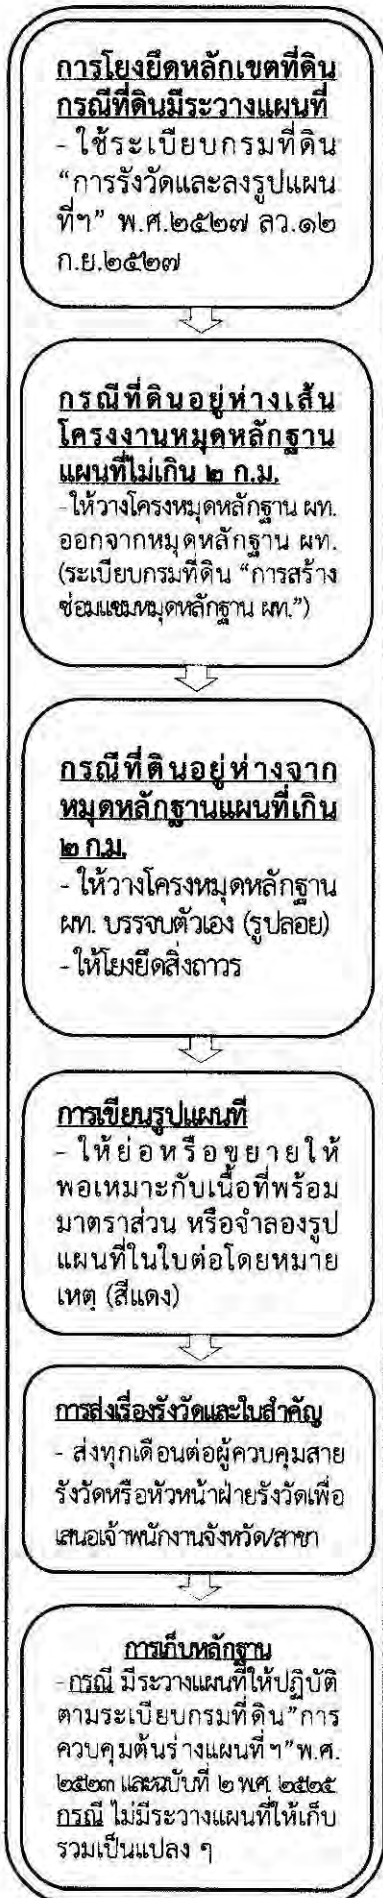 การโยงยึดหลักเขตที่ดิน
กรณีที่ดินมีระวางแผนที่
- ใช้ระเบียบกรมที่ดิน
“การรังวัดและลงรูปแผน
ที่ฯ” พ.ศ.๒๕๒๗ ลว.๑๒
ก.ย.๒๕๒๗
กรณีที่ดินอยู่ห่างเส้น
โครงงานหมุดหลักฐาน
แผนที่ไม่เกิน ๒ ก.ม.
-ให้วางโครงหมุดหลักฐาน ผท.
ออกจากหมุดหลักฐาน ผท.
(ระเบียบกรมที่ดิน “การสร้าง
ซ่อมแซมหมุดหลักฐาน ผท.”)
กรณีที่ดินอยู่ห่างจาก
หมุดหลักฐานแผนที่เกิน
๒ ก.ม.
- ให้วางโครงหมุดหลักฐาน
ผท. บรรจบตัวเอง (รูปลอย)
- ให้โยงยึดสิ่งถาวร
การเขียนรูปแผนที่
- ให้ย่อหรือขยายให้
พอเหมาะกับเนื้อที่พร้อม
มาตราส่วน หรือจำลองรูป
แผนที่ในใบต่อโดยหมาย
เหตุ (สีแดง)
การส่งเรื่องรังวัดและใบสำคัญ
- ส่งทุกเดือนต่อผู้ควบคุมสาย
รังวัดหรือหัวหน้าฝ่ายรังวัดเพื่อ
เสนอเจ้าพนักงานจังหวัด/สาขา
การเก็บหลักฐาน
-กรณี มีระวางแผนที่ให้ปฏิบัติ
ตามระเบียบกรมที่ดิน”การ
ควบคุมต้นร่างแผนที่ ฯ”พ.ศ.
๒๕๒๓ และฉบับที่ ๒ พ.ศ. ๒๕๒๕
กรณี ไม่มีระวางแผนที่ให้เก็บ
รวมเป็นแปลง ๆ